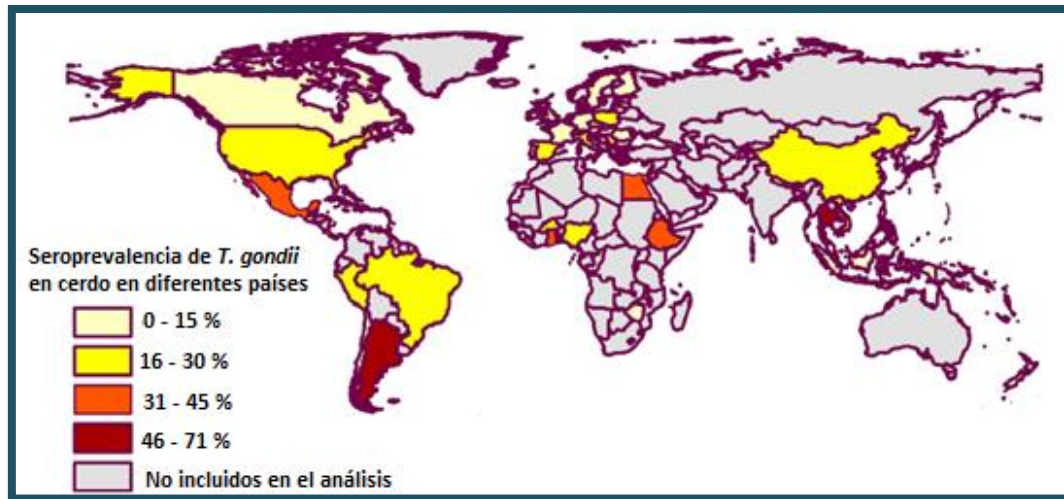 Seroprevalencia de T. gondii
en cerdo en diferentes países
0 - 15 %
16 - 30 %
31 - 45 %
46 - 71 %
No incluidos en el análisis